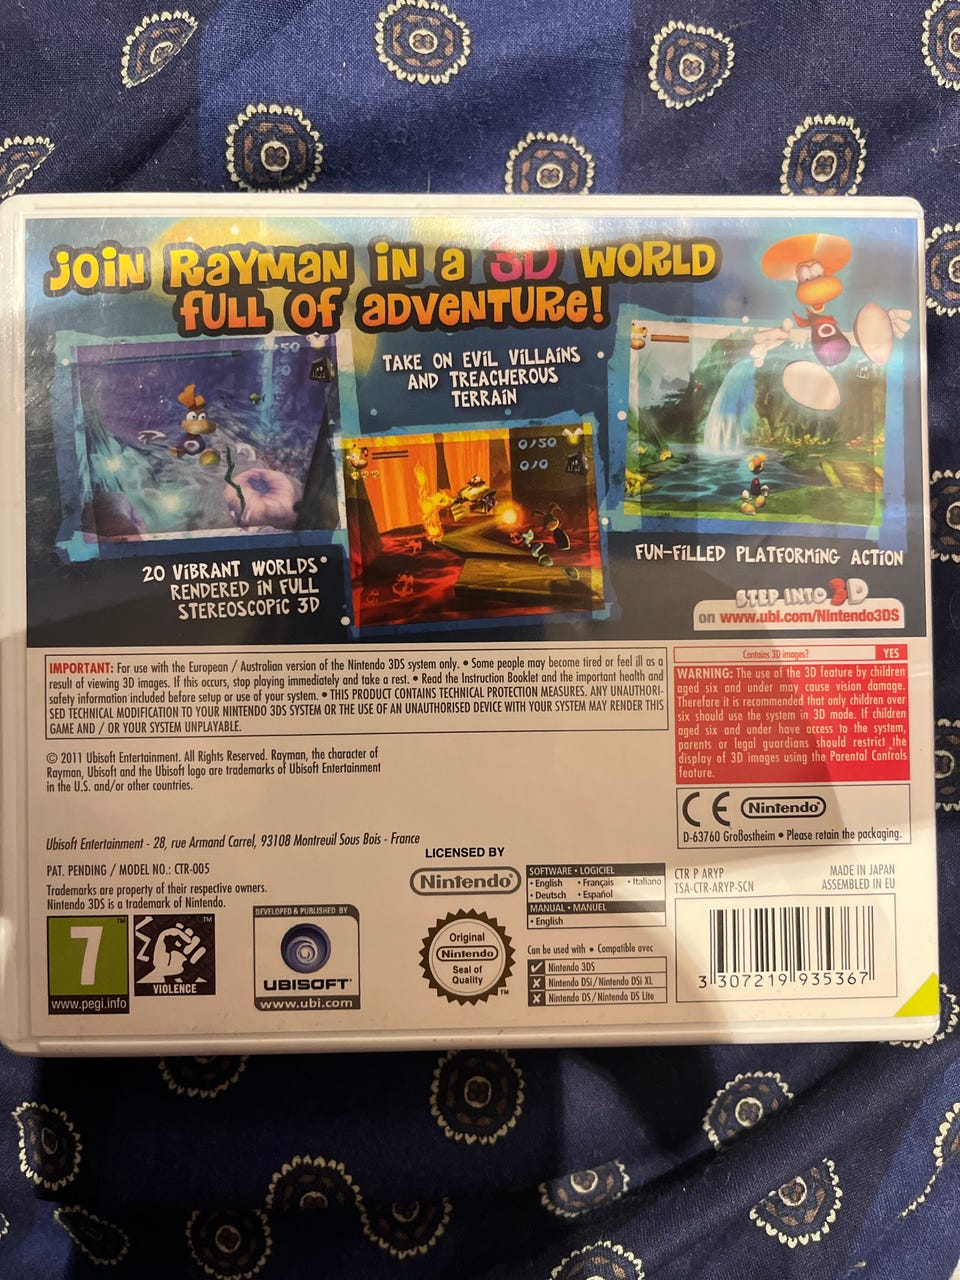 JOIN RAYMAN IN A 3D WORLD
FULL OF ADVENTURE!
TAKE ON EVIL VILLAINS
AND TREACHEROUS
TERRAIN
50
0/50
0/0
20 VIBRANT WORLDS
RENDERED IN FULL
STEREOSCOPIC 3D
FUN-FILLED PLATFORMING ACTION
STEP INTO 3D
on www.ubi.com/Nintendo3DS
IMPORTANT: For use with the European / Australian version of the Nintendo 3DS system only. • Some people may become tired or feel ill as a
result of viewing 3D images. If this occurs, stop playing immediately and take a rest. • Read the Instruction Booklet and the important health and
safety information included before setup or use of your system. • THIS PRODUCT CONTAINS TECHNICAL PROTECTION MEASURES. ANY UNAUTHORI-
SED TECHNICAL MODIFICATION TO YOUR NINTENDO 3DS SYSTEM OR THE USE OF AN UNAUTHORISED DEVICE WITH YOUR SYSTEM MAY RENDER THIS
GAME AND / OR YOUR SYSTEM UNPLAYABLE.
Contains 3D images? YES
WARNING: The use of the 3D feature by children
aged six and under may cause vision damage.
Therefore it is recommended that only children over
six should use the system in 3D mode. If children
aged six and under have access to the system,
parents or legal guardians should restrict the
display of 3D images using the Parental Controls
feature.
© 2011 Ubisoft Entertainment. All Rights Reserved. Rayman, the character of
Rayman, Ubisoft and the Ubisoft logo are trademarks of Ubisoft Entertainment
in the U.S. and/or other countries.
CE Nintendo®
D-63760 Großostheim • Please retain the packaging.
Ubisoft Entertainment - 28, rue Armand Carrel, 93108 Montreuil Sous Bois - France
PAT. PENDING / MODEL NO.: CTR-005
Trademarks are property of their respective owners.
Nintendo 3DS is a trademark of Nintendo.
LICENSED BY
Nintendo®
SOFTWARE • LOGICIEL
• English • Français • Italiano
• Deutsch • Español
MANUAL • MANUEL
• English
CTR P ARYP
TSA-CTR-ARYP-SCN
MADE IN JAPAN
ASSEMBLED IN EU
7 ™
www.pegi.info
™
VIOLENCE
DEVELOPED & PUBLISHED BY
UBISOFT®
www.ubi.com
Original
Nintendo®
Seal of
Quality
™
Can be used with • Compatible avec
Nintendo 3DS
Nintendo DSi/Nintendo DSi XL
Nintendo DS/Nintendo DS Lite
3 307219 935367